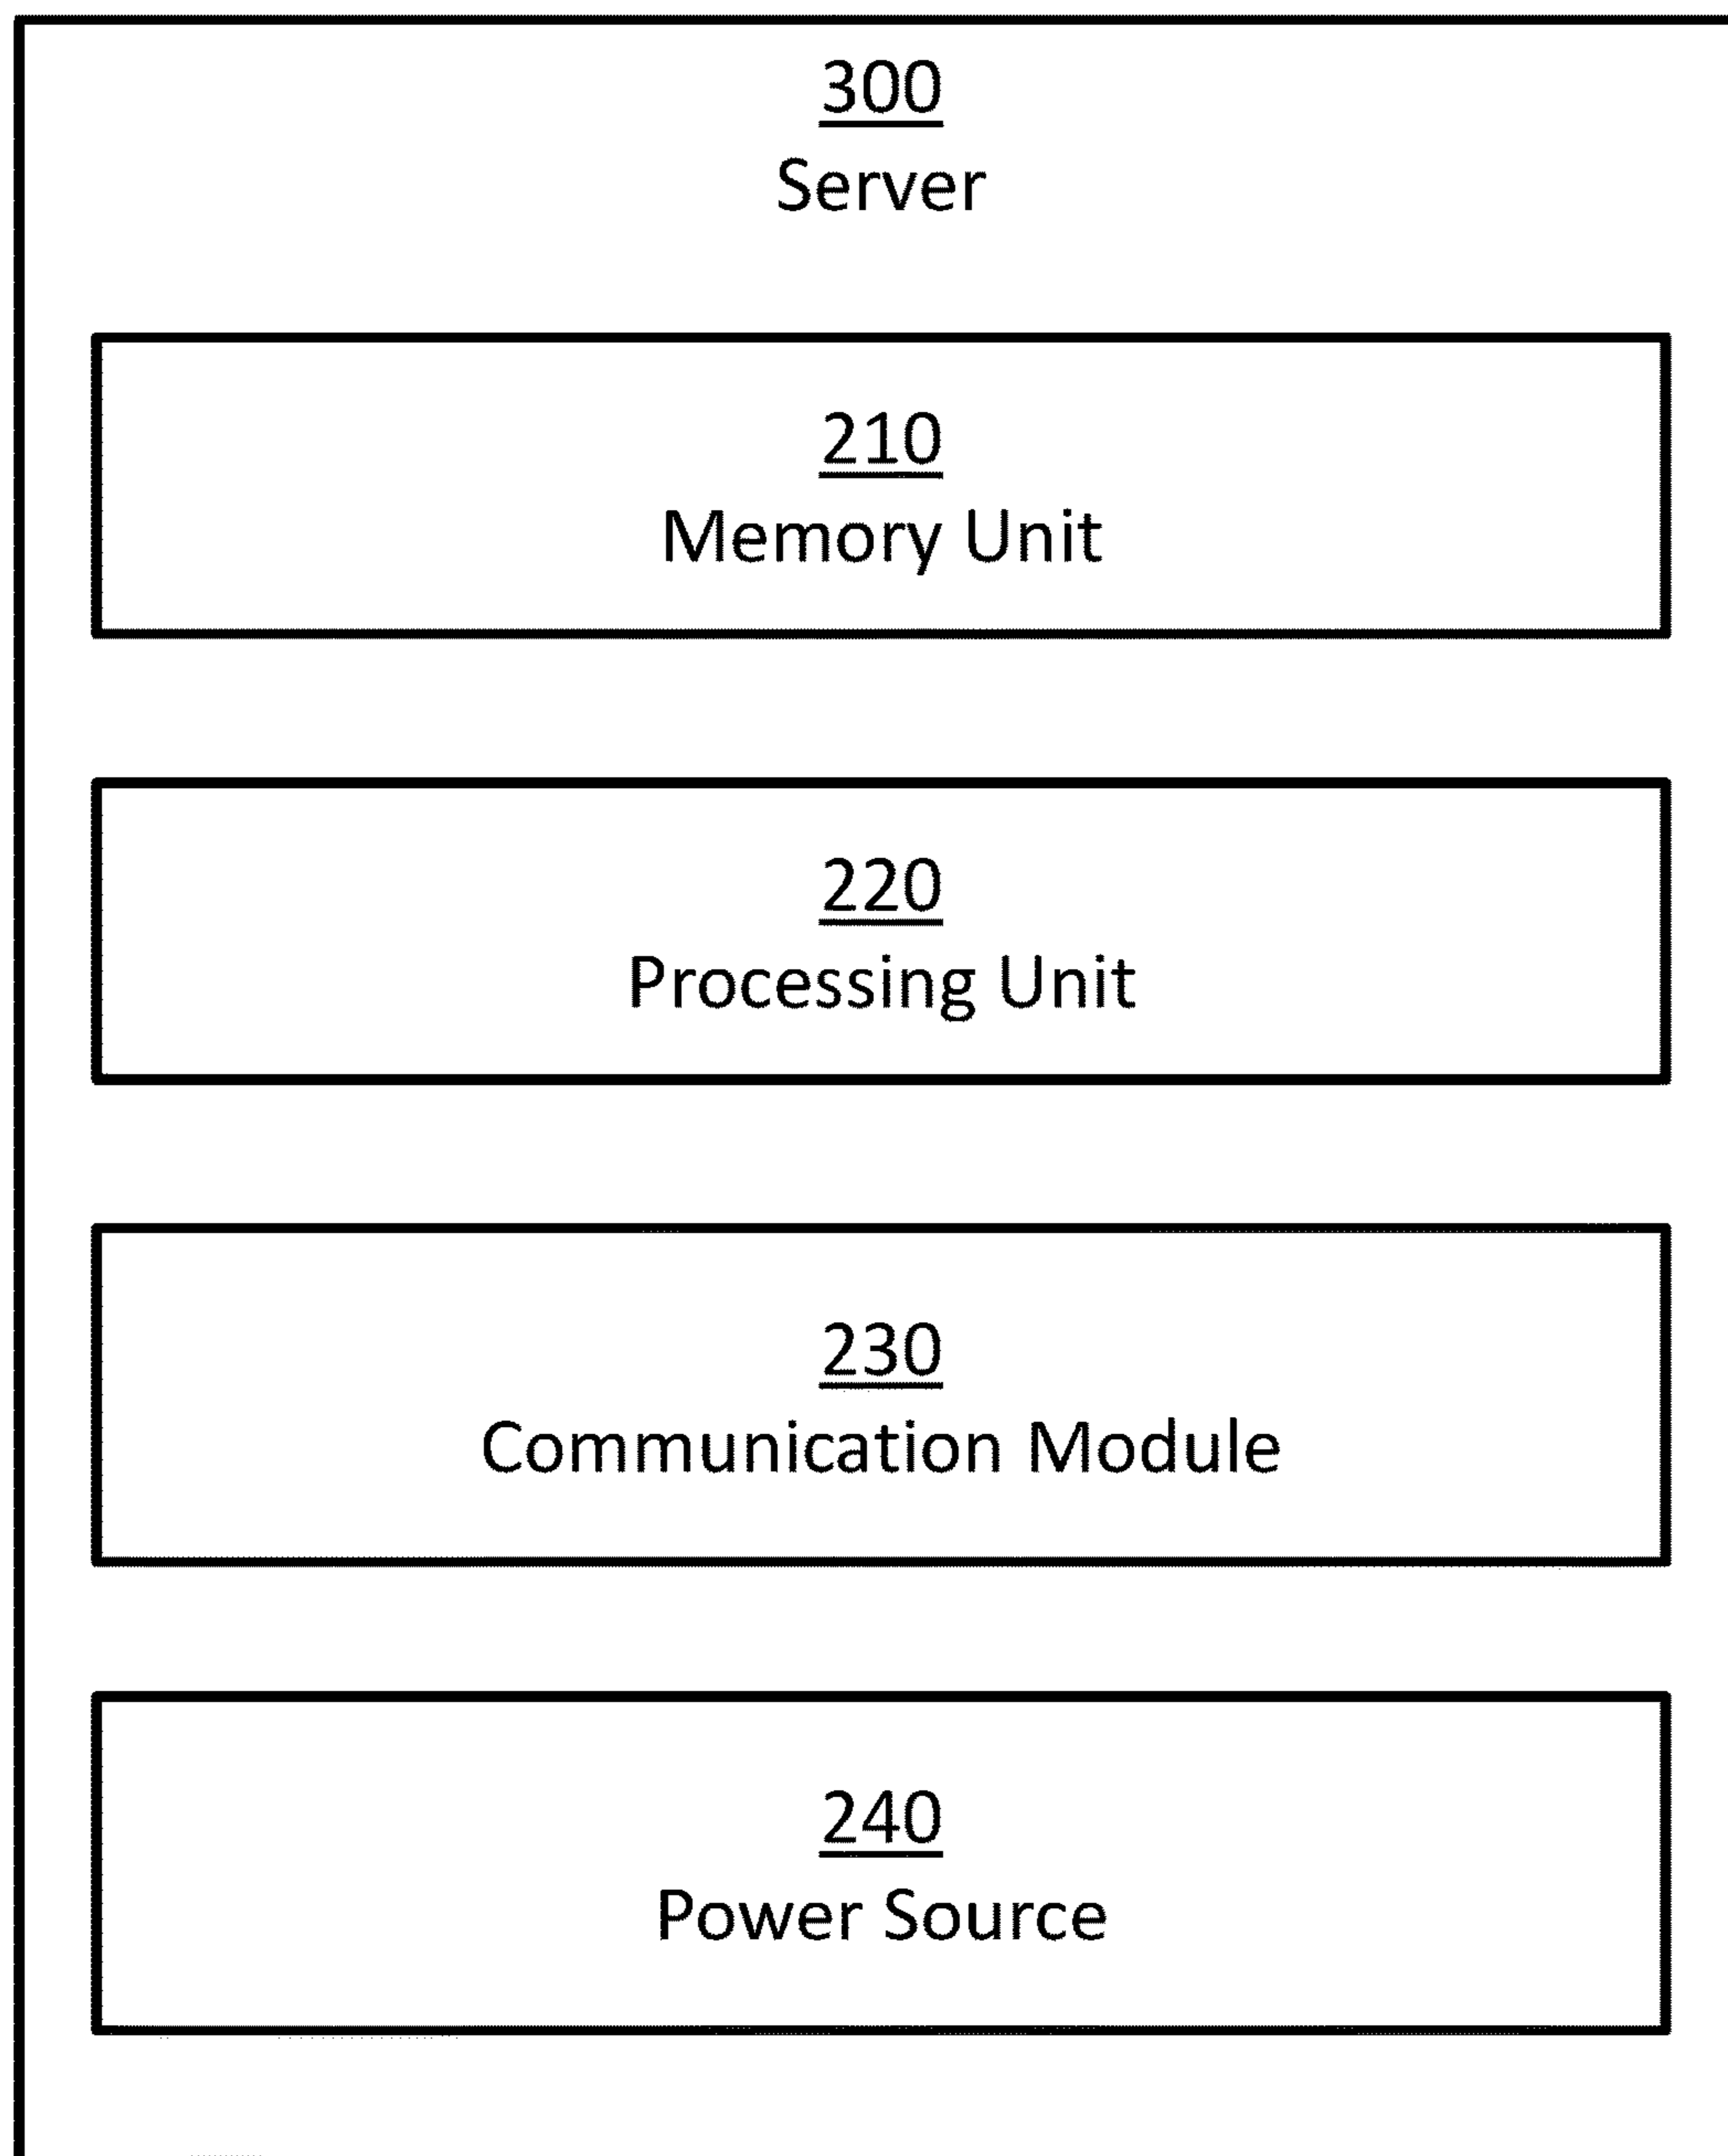 300
Server
210
Memory Unit
220
Processing Unit
230
Communication Module
240
Power Source